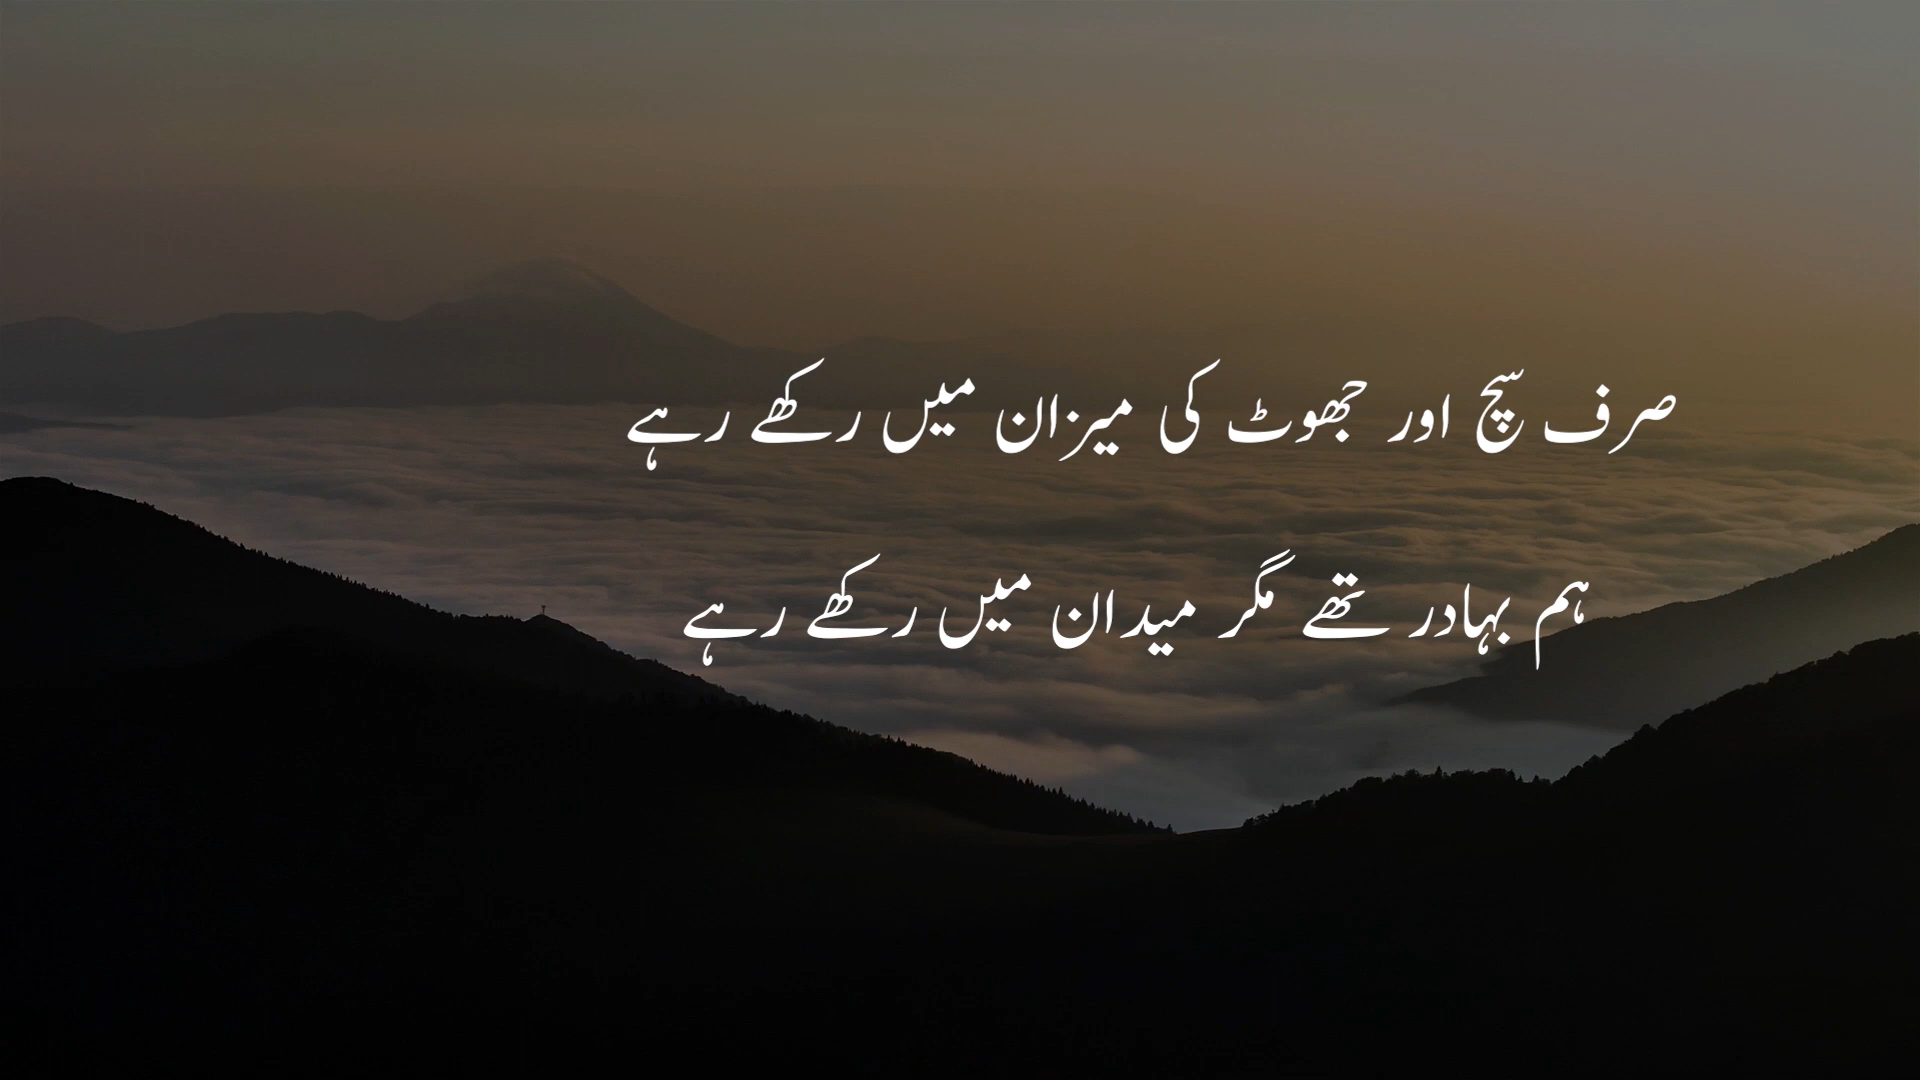 صرف سچ اور جھوٹ کی میزان میں رکھے رہے
ہم بہادر تھے مگر میدان میں رکھے رہے